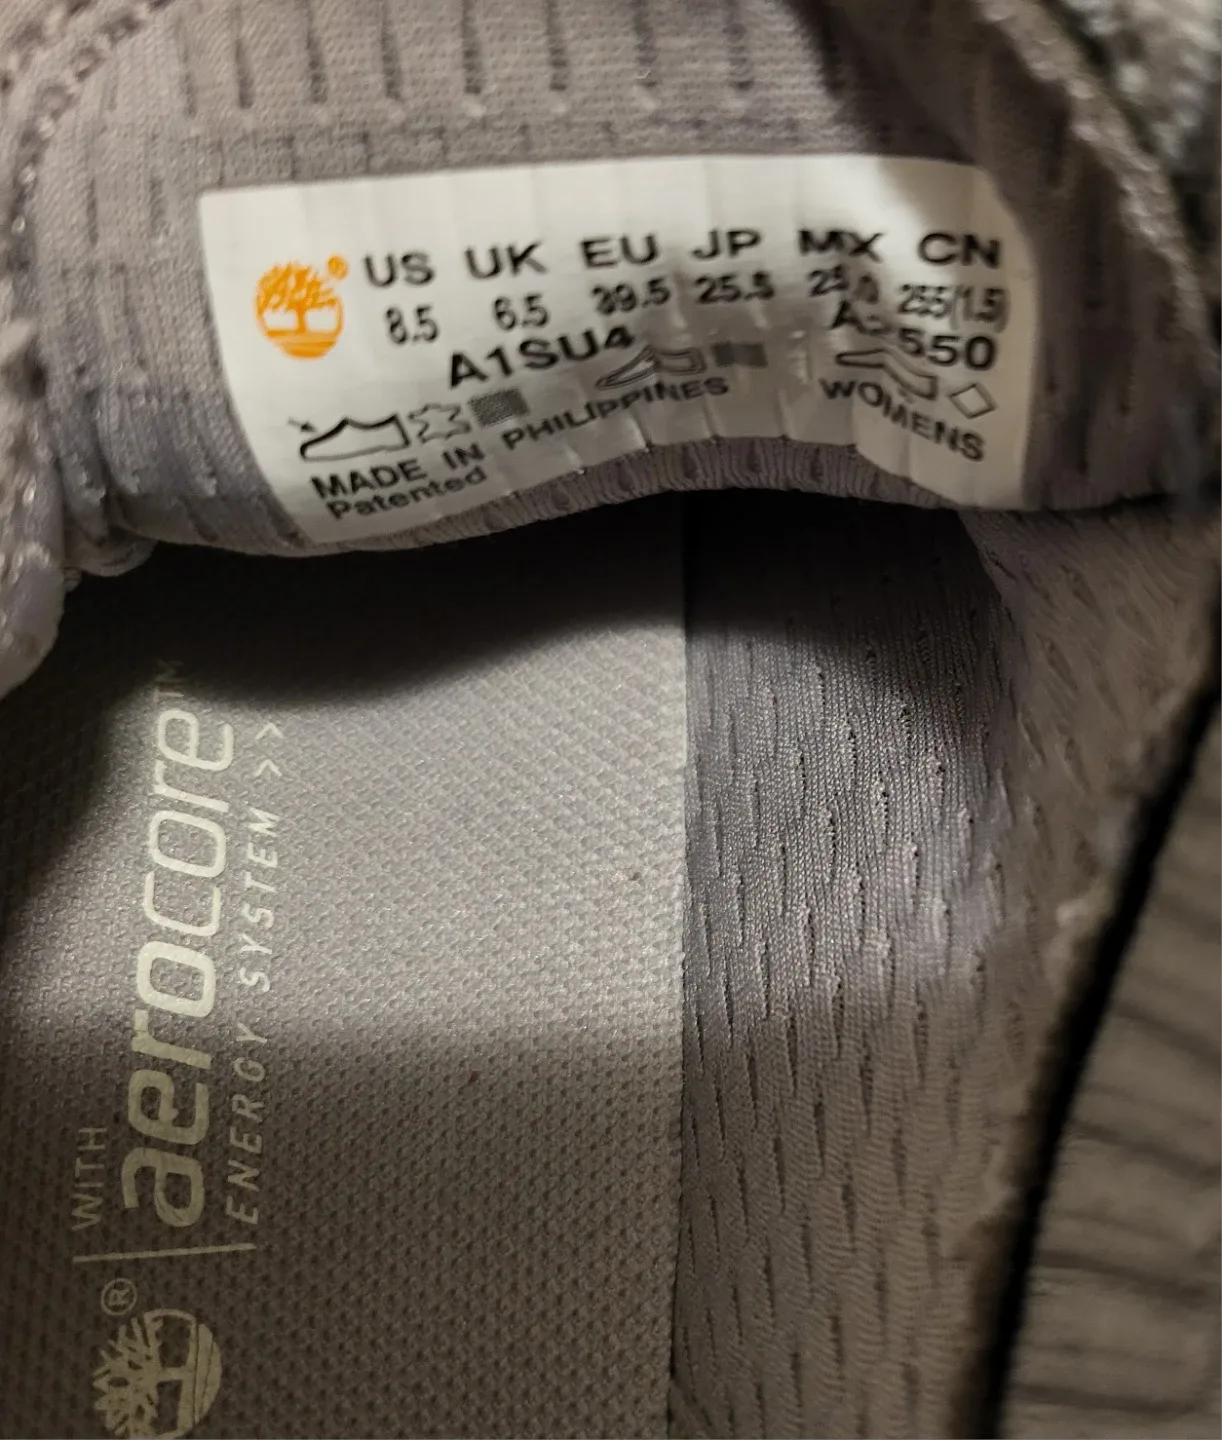 US UK EU JP MX CN
8.5 6.5 39.5 25.5 255(1.5)
A1SU4
MADE IN PHILIPPINES WOMENS
Patented
WITH
aerocore™
ENERGY SYSTEM >>
®